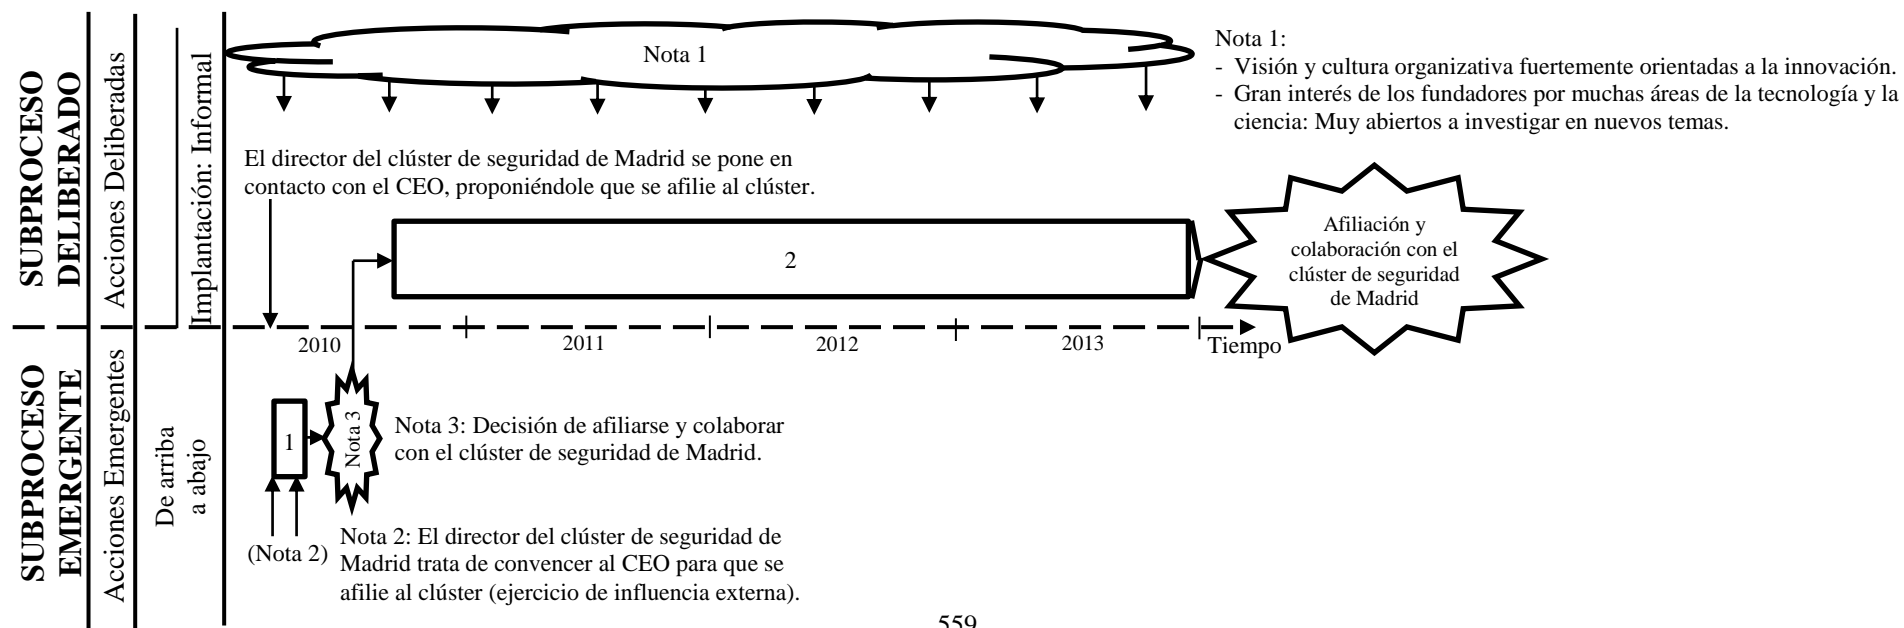 SUBPROCESO
DELIBERADO
Acciones Deliberadas
Implantación: Informal
Nota 1
Nota 1:
- Visión y cultura organizativa fuertemente orientadas a la innovación.
- Gran interés de los fundadores por muchas áreas de la tecnología y la
ciencia: Muy abiertos a investigar en nuevos temas.
El director del clúster de seguridad de Madrid se pone en
contacto con el CEO, proponiéndole que se afilie al clúster.
2
Afiliación y
colaboración con el
clúster de seguridad
de Madrid
2010
2011
2012
2013
Tiempo
SUBPROCESO
EMERGENTE
Acciones Emergentes
De arriba
a abajo
1
Nota 3
Nota 3: Decisión de afiliarse y colaborar
con el clúster de seguridad de Madrid.
(Nota 2)
Nota 2: El director del clúster de seguridad de
Madrid trata de convencer al CEO para que se
afilie al clúster (ejercicio de influencia externa).
559